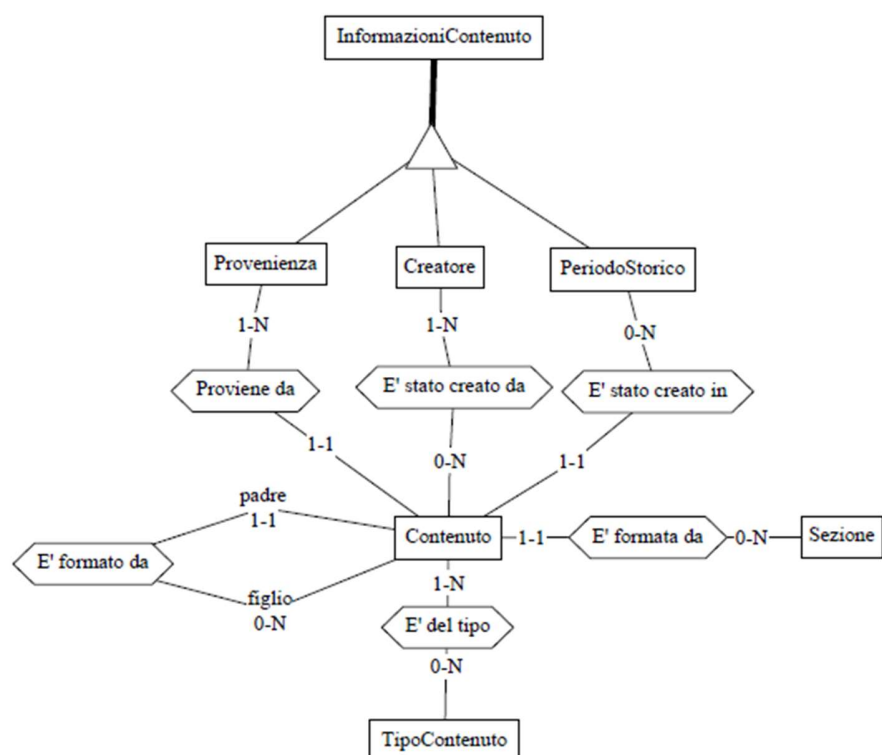 InformazioniContenuto
Provenienza
Creatore
PeriodoStorico
1-N
1-N
0-N
Proviene da
E' stato creato da
E' stato creato in
1-1
0-N
1-1
padre
1-1
E' formato da
figlio
0-N
Contenuto
1-1
E' formata da
0-N
Sezione
1-N
E' del tipo
0-N
TipoContenuto